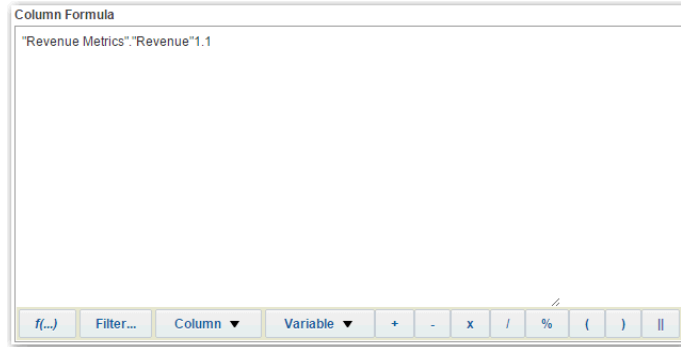 Column Formula
"Revenue Metrics"."Revenue"1.1
f(...) Filter... Column ▼ Variable ▼ + - x / % ( ) ||